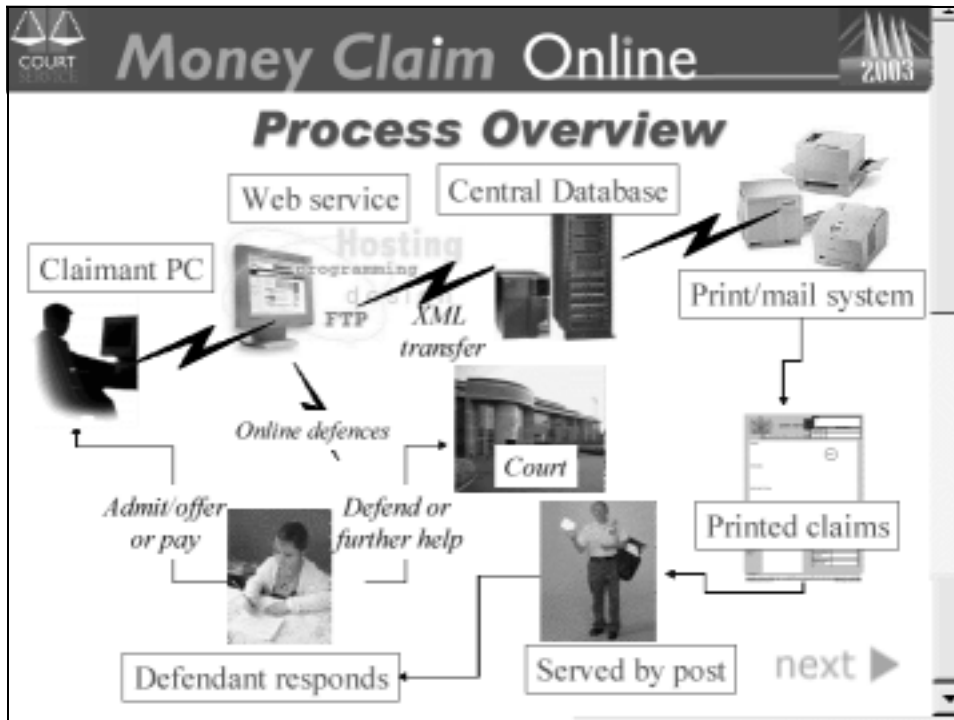 COURT
SERVICE
Money Claim Online
2003
Process Overview
Web service
Central Database
Hosting
programming
design
FTP
Claimant PC
XML
transfer
Print/mail system
Online defences
Court
Admit/offer
or pay
Defend or
further help
Printed claims
Defendant responds
Served by post
next